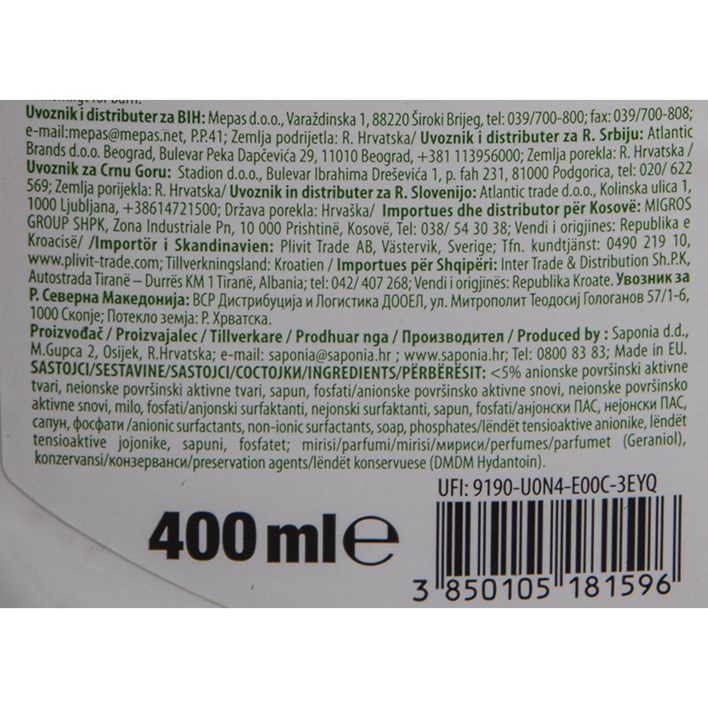 Uvoznik i distributer za BIH: Mepas d.o.o., Varaždinska 1, 88220 Široki Brijeg, tel: 039/700-800; fax: 039/700-808;
e-mail:mepas@mepas.net, P.P.41; Zemlja podrijetla: R. Hrvatska/ Uvoznik i distributer za R. Srbiju: Atlantic
Brands d.o.o. Beograd, Bulevar Peka Dapčevića 29, 11010 Beograd, +381 113956000; Zemlja porekla: R. Hrvatska /
Uvoznik za Crnu Goru: Stadion d.o.o., Bulevar Ibrahima Dreševića 1, p. fah 231, 81000 Podgorica, tel: 020/ 622
569; Zemlja porijekla: R. Hrvatska/ Uvoznik in distributer za R. Slovenijo: Atlantic trade d.o.o., Kolinska ulica 1,
1000 Ljubljana, +38614721500; Država porekla: Hrvaška/ Importues dhe distributor për Kosovë: MIGROS
GROUP SHPK, Zona Industriale Pn, 10 000 Prishtinë, Kosovë, Tel: 038/ 54 30 38; Vendi i origjines: Republika e
Kroacisë/ /Importör i Skandinavien: Plivit Trade AB, Västervik, Sverige; Tfn. kundtjänst: 0490 219 10,
www.plivit-trade.com; Tillverkningsland: Kroatien / Importues për Shqipëri: Inter Trade & Distribution Sh.P.K,
Autostrada Tiranë – Durrës KM 1 Tiranë, Albania; tel: 042/ 407 268; Vendi i origjines: Republika Kroate. Увозник за
Р. Северна Македонија: ВСР Дистрибуција и Логистика ДООЕЛ, ул. Митрополит Теодосиј Гологанов 57/1-6,
1000 Скопје; Потекло земја: Р. Хрватска.
Proizvođač / Proizvajalec / Tillverkare / Prodhuar nga / Производител / Produced by : Saponia d.d.,
M.Gupca 2, Osijek, R.Hrvatska; e-mail: saponia@saponia.hr ; www.saponia.hr; Tel: 0800 83 83; Made in EU.
SASTOJCI/SESTAVINE/SASTOJCI/СОСТОЈКИ/INGREDIENTS/PËRBËRËSIT: <5% anionske površinski aktivne
tvari, neionske površinski aktivne tvari, sapun, fosfati/anionske površinsko aktivne snovi, neionske površinsko
aktivne snovi, milo, fosfati/anjonski surfaktanti, nejonski surfaktanti, sapun, fosfati/анјонски ПАС, нејонски ПАС,
сапун, фосфати /anionic surfactants, non-ionic surfactants, soap, phosphates/lëndët tensioaktive anionike, lëndët
tensioaktive jojonike, sapuni, fosfatet; mirisi/parfumi/mirisi/мириси/perfumes/parfumet (Geraniol),
konzervansi/конзерванси/preservation agents/lëndët konservuese (DMDM Hydantoin).
UFI: 9190-U0N4-E00C-3EYQ
400 ml e
3 850105 181596